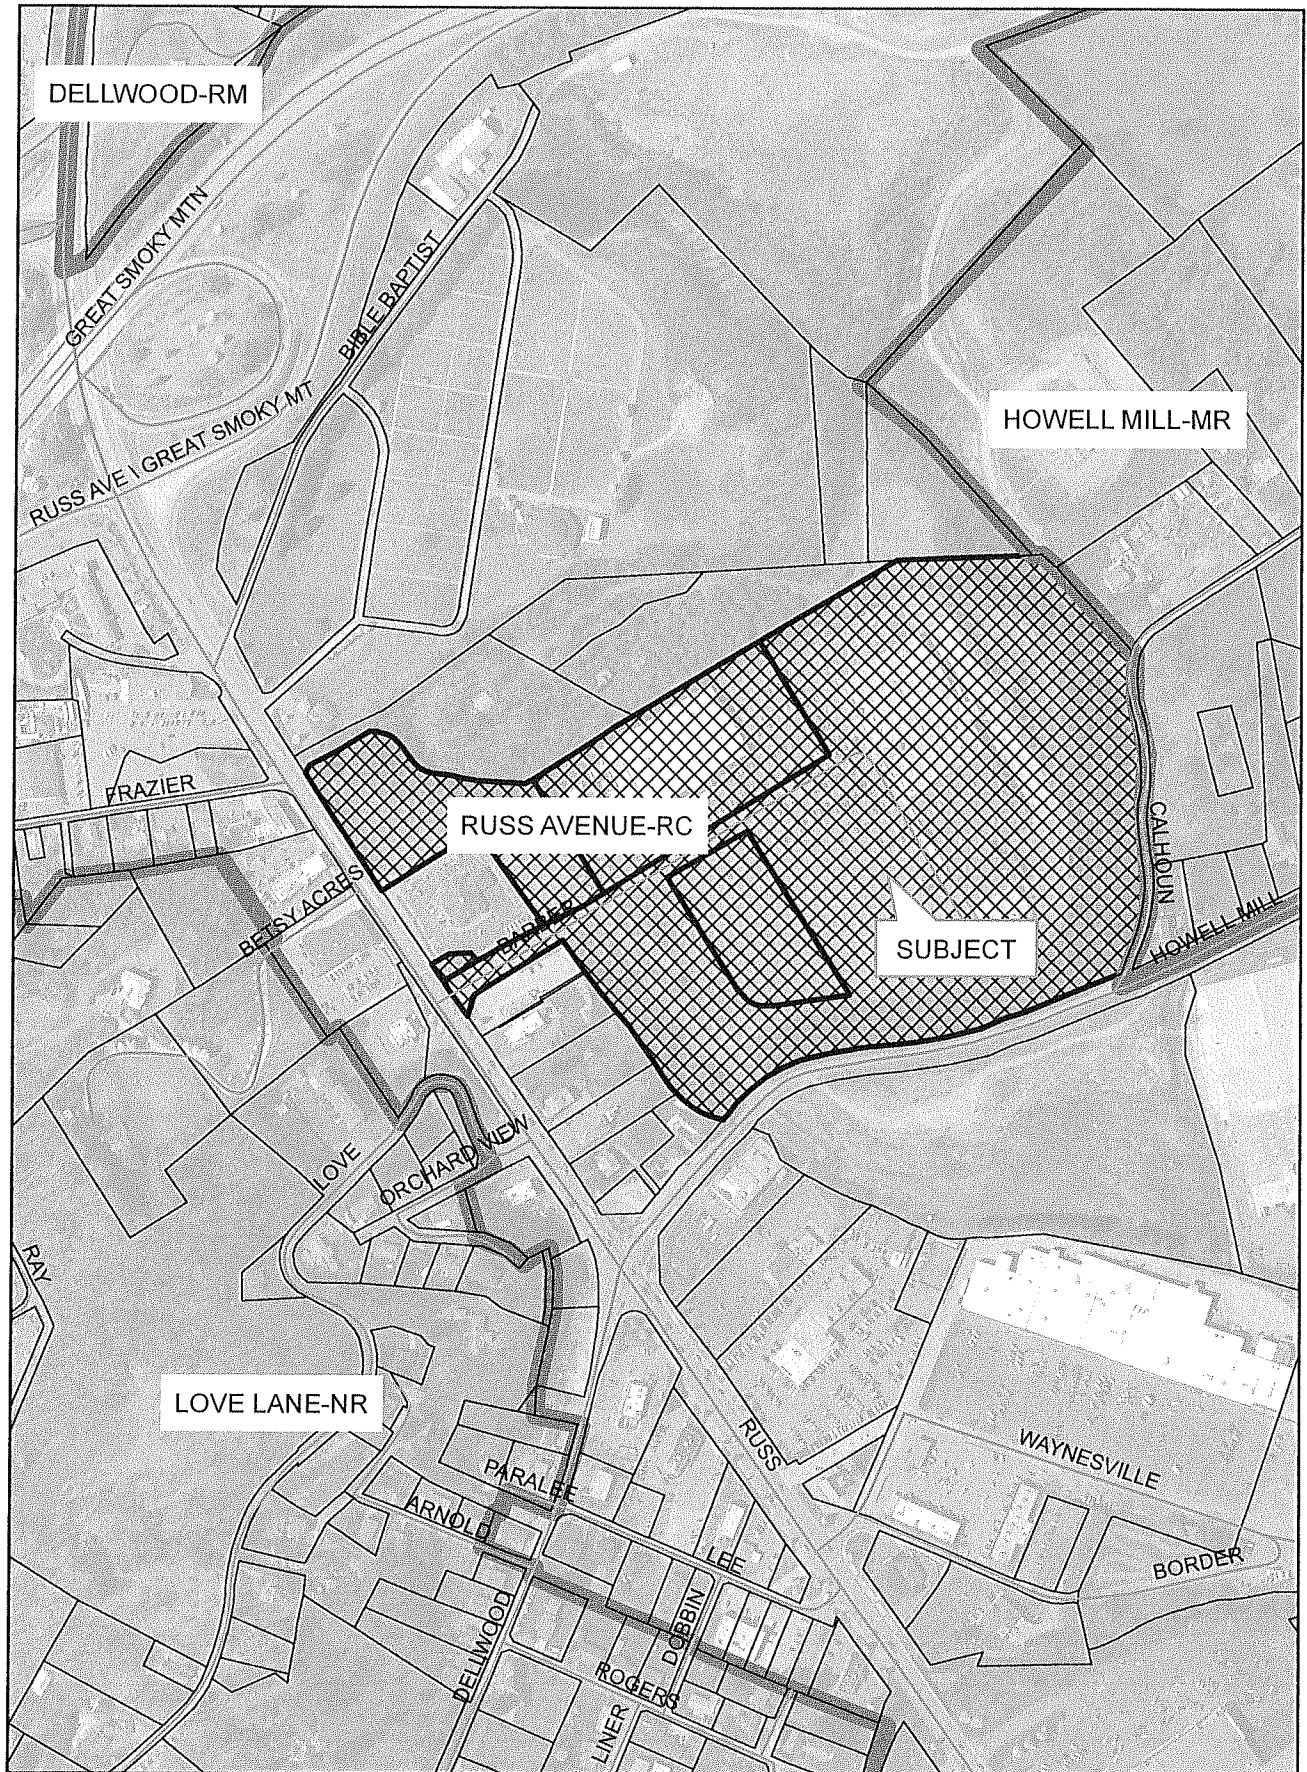 DELLWOOD-RM
GREAT SMOKY MTN
BIBLE BAPTIST
RUSS AVE \ GREAT SMOKY MT
HOWELL MILL-MR
FRAZIER
RUSS AVENUE-RC
CALHOUN
BETSY ACRES
BARBER
SUBJECT
HOWELL MILL
LOVE
ORCHARD VIEW
RAY
LOVE LANE-NR
RUSS
WAYNESVILLE
PARALEE
ARNOLD
LEE
BORDER
DELLWOOD
DOBBIN
ROGERS
LINER